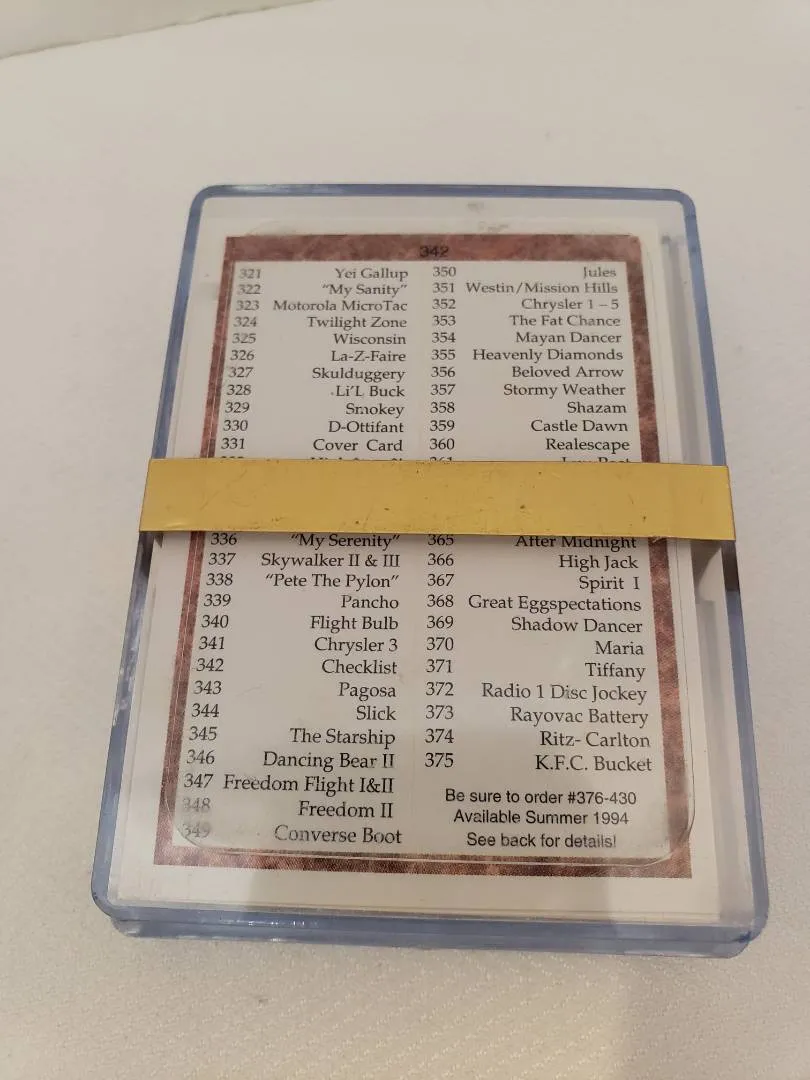 342
321 Yei Gallup
322 "My Sanity"
323 Motorola MicroTac
324 Twilight Zone
325 Wisconsin
326 La-Z-Faire
327 Skulduggery
328 Li'L Buck
329 Smokey
330 D-Ottifant
331 Cover Card
336 "My Serenity"
337 Skywalker II & III
338 "Pete The Pylon"
339 Pancho
340 Flight Bulb
341 Chrysler 3
342 Checklist
343 Pagosa
344 Slick
345 The Starship
346 Dancing Bear II
347 Freedom Flight I&II
348 Freedom II
349 Converse Boot
350 Jules
351 Westin/Mission Hills
352 Chrysler 1 – 5
353 The Fat Chance
354 Mayan Dancer
355 Heavenly Diamonds
356 Beloved Arrow
357 Stormy Weather
358 Shazam
359 Castle Dawn
360 Realescape
361
365 After Midnight
366 High Jack
367 Spirit I
368 Great Eggspectations
369 Shadow Dancer
370 Maria
371 Tiffany
372 Radio 1 Disc Jockey
373 Rayovac Battery
374 Ritz- Carlton
375 K.F.C. Bucket
Be sure to order #376-430
Available Summer 1994
See back for details!